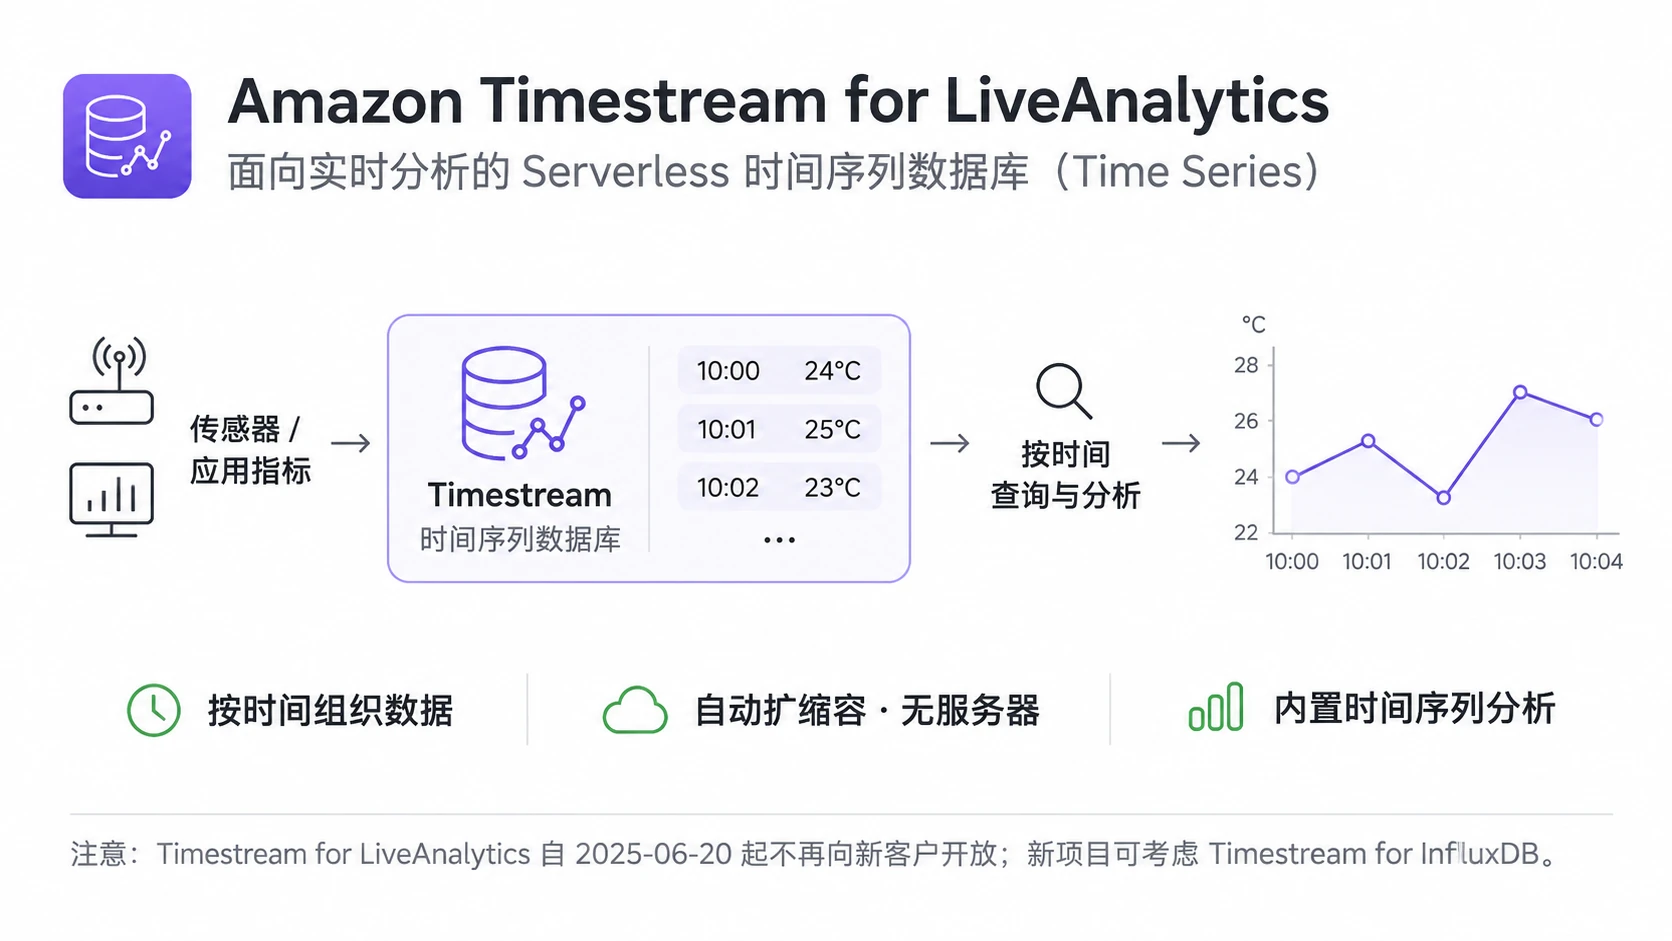 Amazon Timestream for LiveAnalytics
面向实时分析的 Serverless 时间序列数据库（Time Series）
传感器 /
应用指标
Timestream
时间序列数据库
10:00 24°C
10:01 25°C
10:02 23°C
...
按时间
查询与分析
°C
28
26
24
22
10:00 10:01 10:02 10:03 10:04
按时间组织数据
自动扩缩容 · 无服务器
内置时间序列分析
注意：Timestream for LiveAnalytics 自 2025-06-20 起不再向新客户开放；新项目可考虑 Timestream for InfluxDB。